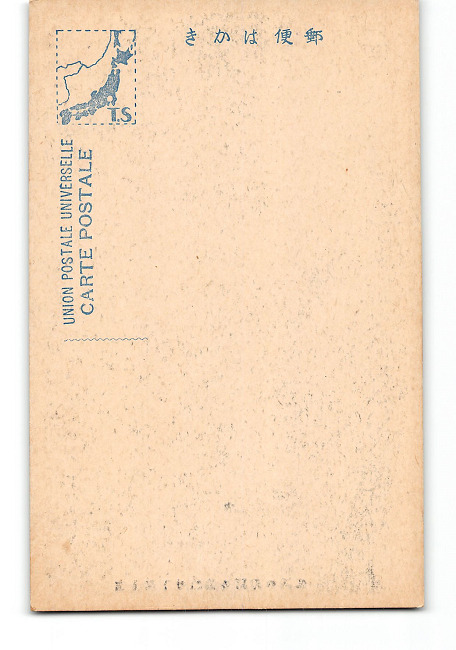 きかは便郵
T.S
UNION POSTALE UNIVERSELLE
CARTE POSTALE